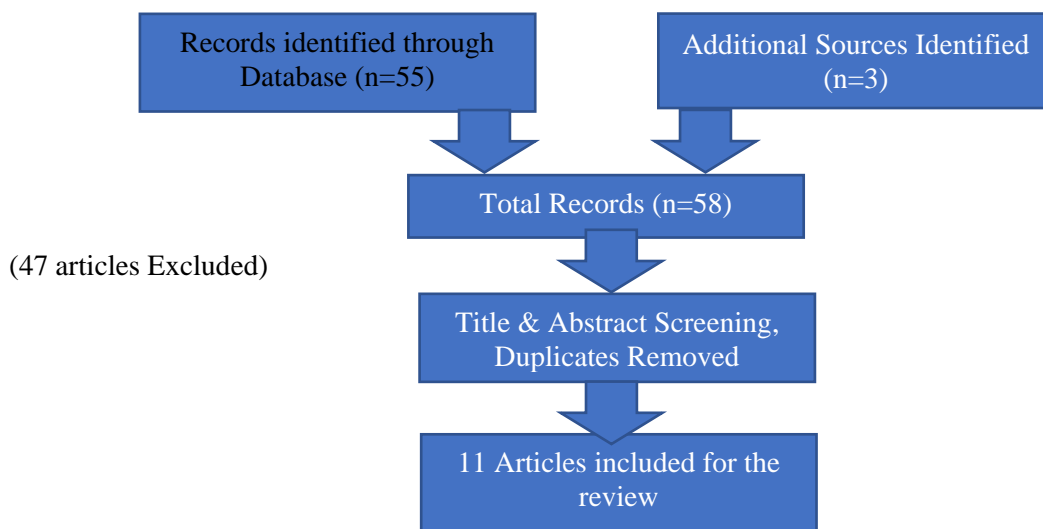 Records identified through
Database (n=55)
Additional Sources Identified
(n=3)
Total Records (n=58)
(47 articles Excluded)
Title & Abstract Screening,
Duplicates Removed
11 Articles included for the
review